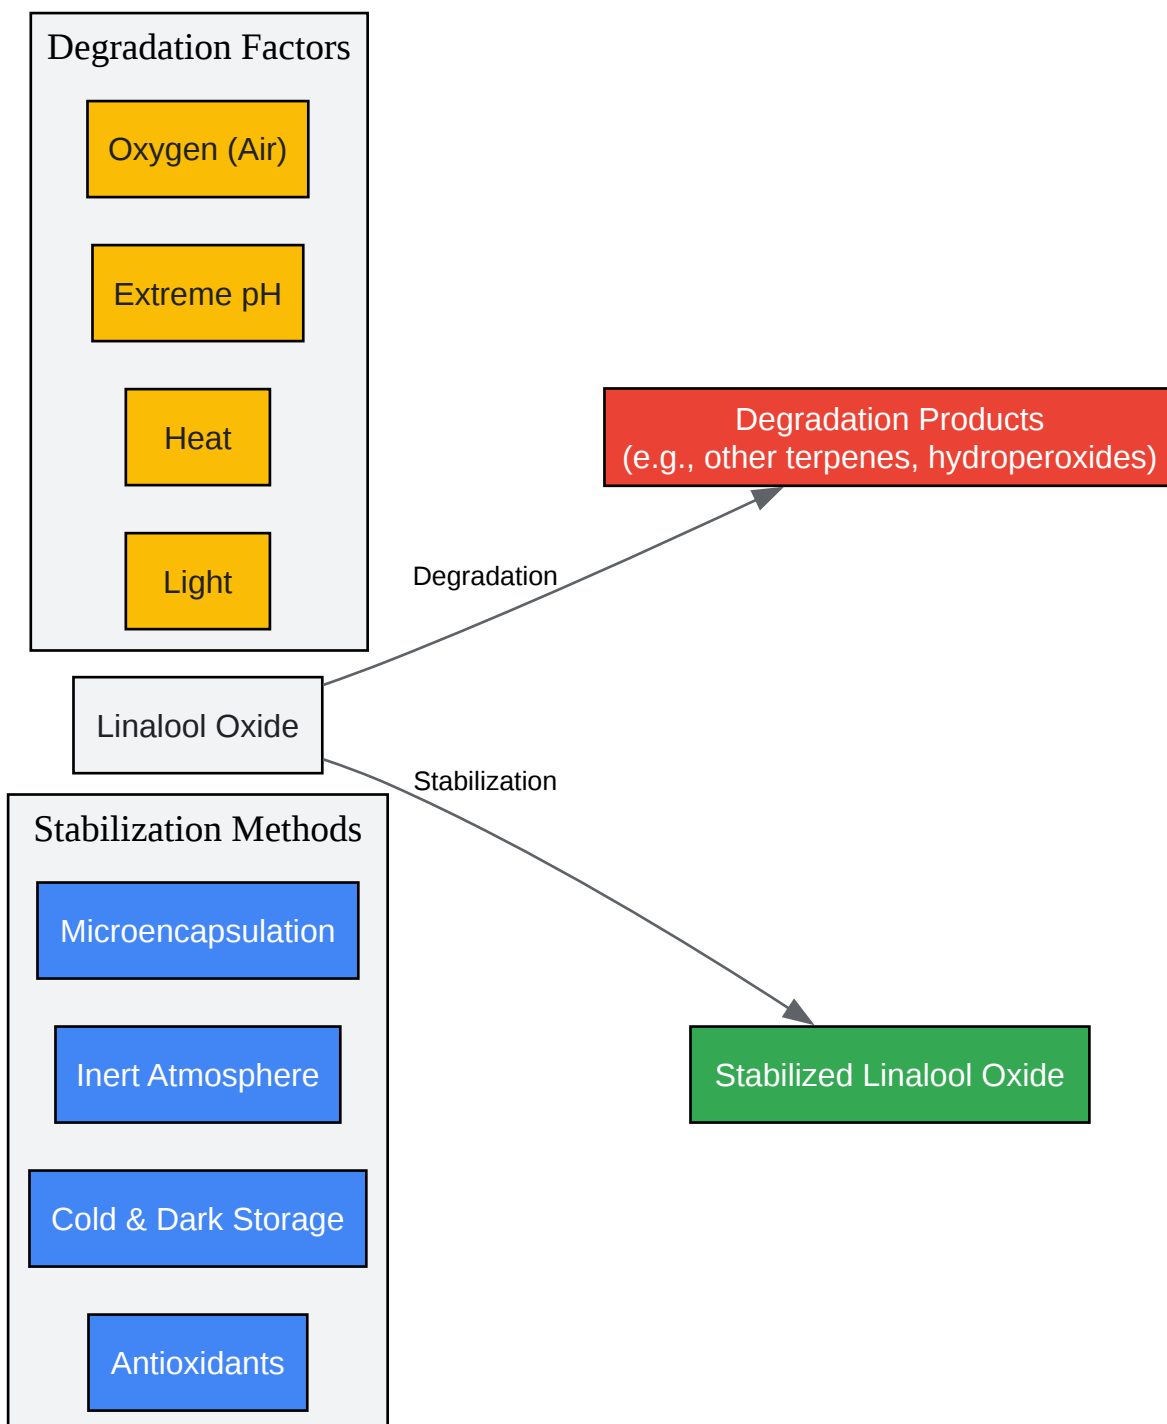 Degradation Factors
Oxygen (Air)
Extreme pH
Heat
Light
Linalool Oxide
Stabilization Methods
Microencapsulation
Inert Atmosphere
Cold & Dark Storage
Antioxidants
Degradation
Stabilization
Degradation Products
(e.g., other terpenes, hydroperoxides)
Stabilized Linalool Oxide